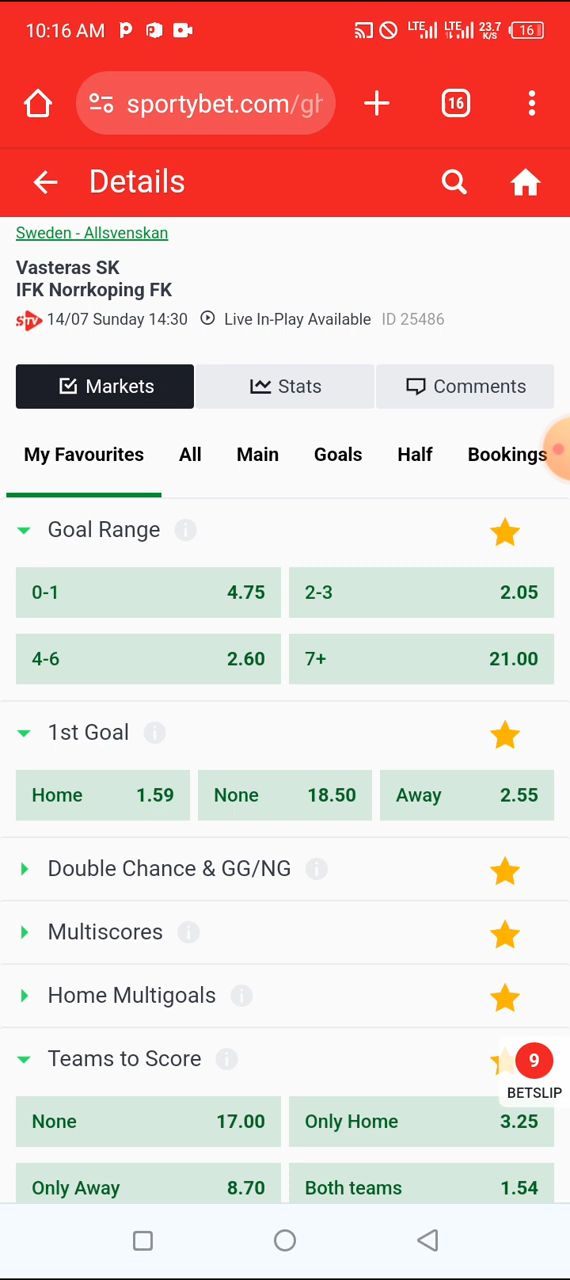 10:16 AM
LTE LTE 23.7 K/S 16
sportybet.com/gh
16
Details
Sweden - Allsvenskan
Vasteras SK
IFK Norrkoping FK
STV 14/07 Sunday 14:30 Live In-Play Available ID 25486
Markets Stats Comments
My Favourites All Main Goals Half Bookings
Goal Range i
0-1 4.75 2-3 2.05
4-6 2.60 7+ 21.00
1st Goal i
Home 1.59 None 18.50 Away 2.55
Double Chance & GG/NG i
Multiscores i
Home Multigoals i
Teams to Score i
9
BETSLIP
None 17.00 Only Home 3.25
Only Away 8.70 Both teams 1.54